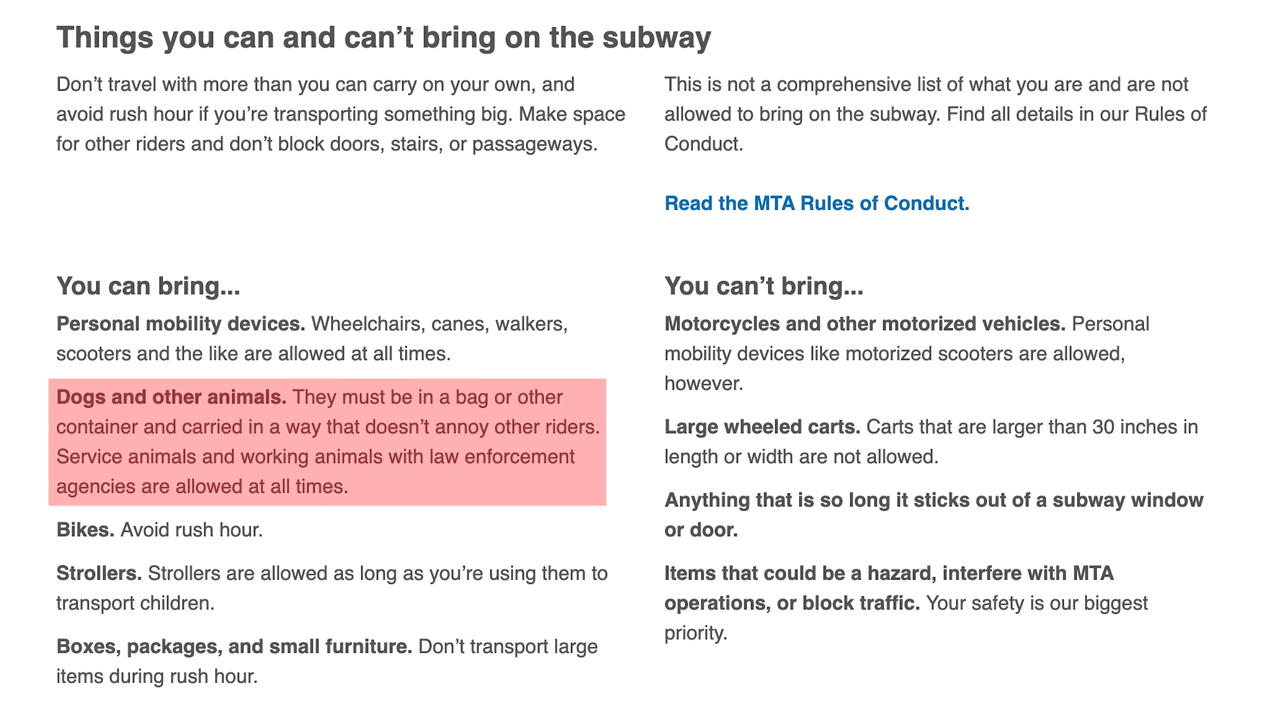 Things you can and can’t bring on the subway
Don’t travel with more than you can carry on your own, and
avoid rush hour if you’re transporting something big. Make space
for other riders and don’t block doors, stairs, or passageways.
This is not a comprehensive list of what you are and are not
allowed to bring on the subway. Find all details in our Rules of
Conduct.
Read the MTA Rules of Conduct.
You can bring...
Personal mobility devices. Wheelchairs, canes, walkers,
scooters and the like are allowed at all times.
Dogs and other animals. They must be in a bag or other
container and carried in a way that doesn’t annoy other riders.
Service animals and working animals with law enforcement
agencies are allowed at all times.
Bikes. Avoid rush hour.
Strollers. Strollers are allowed as long as you’re using them to
transport children.
Boxes, packages, and small furniture. Don’t transport large
items during rush hour.
You can’t bring...
Motorcycles and other motorized vehicles. Personal
mobility devices like motorized scooters are allowed,
however.
Large wheeled carts. Carts that are larger than 30 inches in
length or width are not allowed.
Anything that is so long it sticks out of a subway window
or door.
Items that could be a hazard, interfere with MTA
operations, or block traffic. Your safety is our biggest
priority.